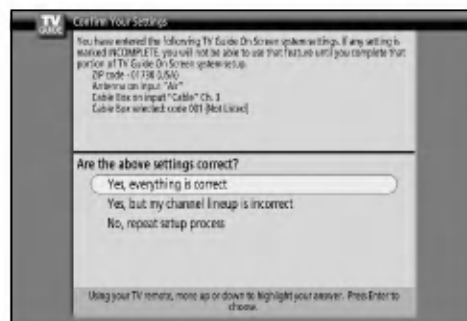 TV
GUIDE
Confirm Your Settings
You have entered the following TV Guide On Screen system settings. If any setting is
marked INCOMPLETE, you will not be able to use that feature until you complete that
portion of TV Guide On Screen system setup.
ZIP code - 01730 (USA)
Antenna on input "Air"
Cable Box on input "Cable" Ch. 3
Cable Box selected: code 001 (Not Listed)
Are the above settings correct?
Yes, everything is correct
Yes, but my channel lineup is incorrect
No, repeat setup process
Using your TV remote, move up or down to highlight your answer. Press Enter to
choose.